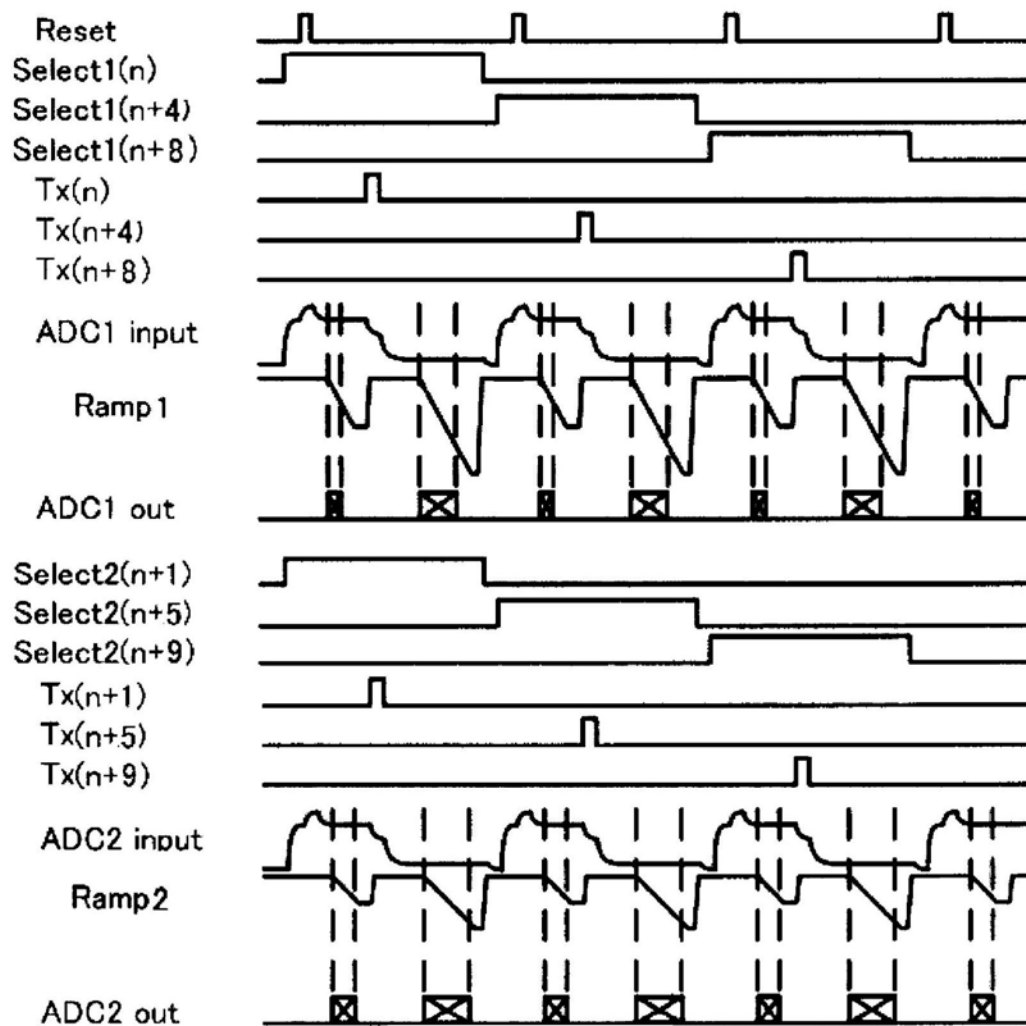 Reset
Select1(n)
Select1(n+4)
Select1(n+8)
Tx(n)
Tx(n+4)
Tx(n+8)
ADC1 input
Ramp1
ADC1 out
Select2(n+1)
Select2(n+5)
Select2(n+9)
Tx(n+1)
Tx(n+5)
Tx(n+9)
ADC2 input
Ramp2
ADC2 out